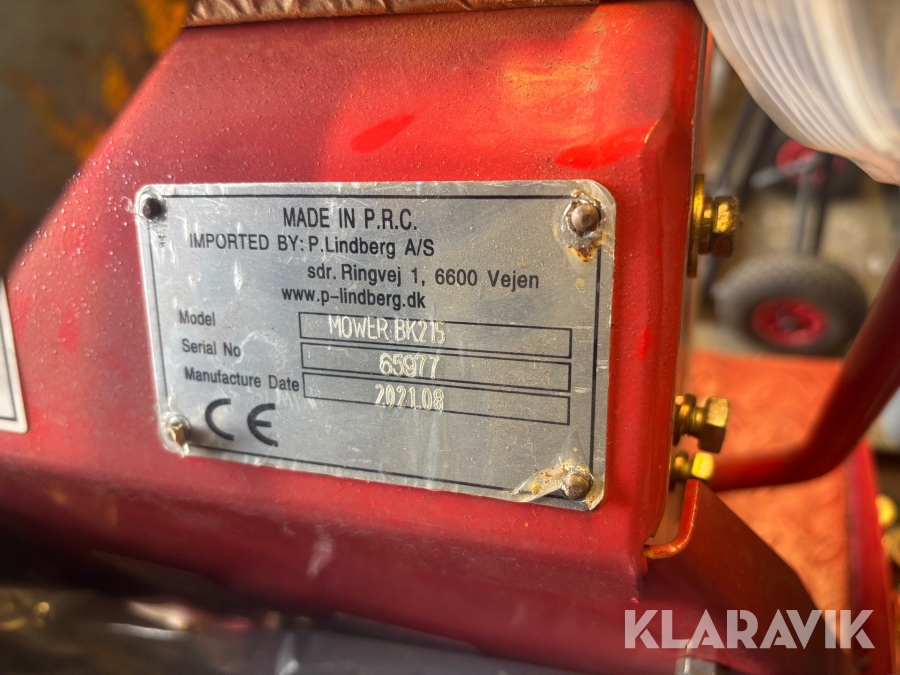 MADE IN P.R.C.
IMPORTED BY: P.Lindberg A/S
sdr. Ringvej 1, 6600 Vejen
www.p-lindberg.dk
Model MOWER BK215
Serial No 65977
Manufacture Date 2021.08
CE
KLARAVIK